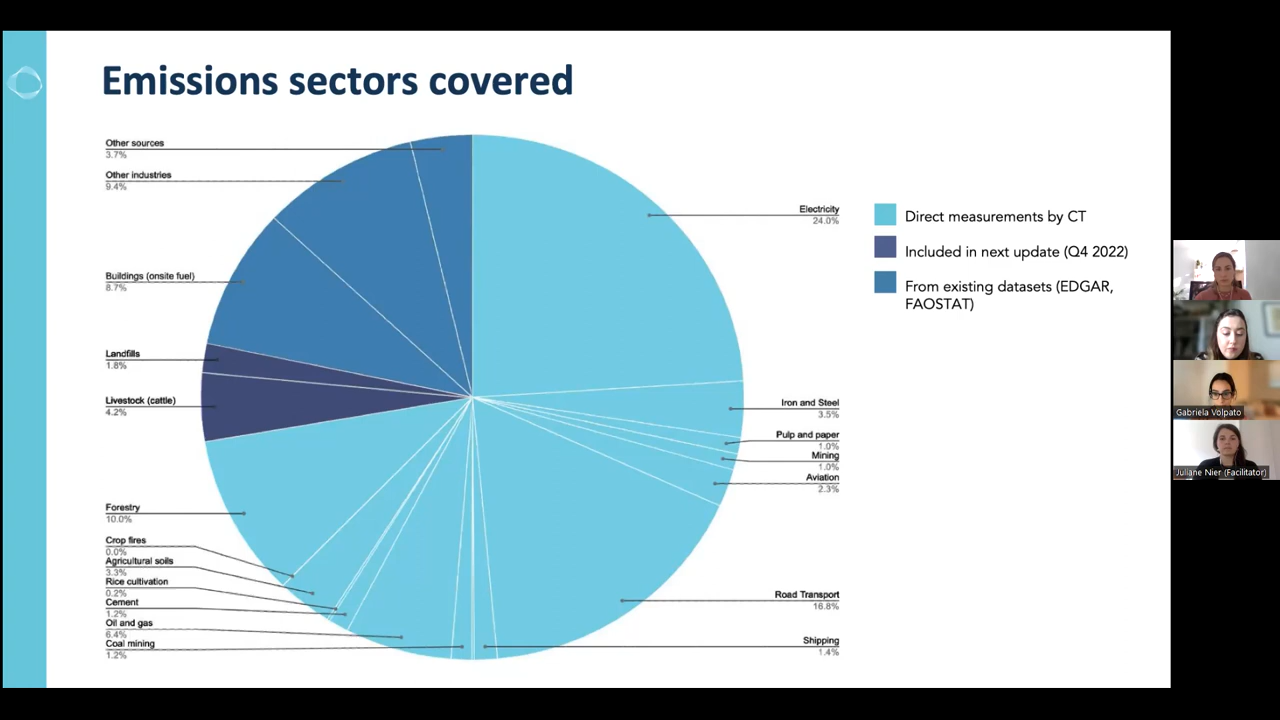 Emissions sectors covered
Other sources
3.7%
Other industries
9.4%
Buildings (onsite fuel)
8.7%
Landfills
1.8%
Livestock (cattle)
4.2%
Forestry
10.0%
Crop fires
0.0%
Agricultural soils
3.3%
Rice cultivation
0.2%
Cement
1.2%
Oil and gas
6.4%
Coal mining
1.2%
Electricity
24.0%
Iron and Steel
3.5%
Pulp and paper
1.0%
Mining
1.0%
Aviation
2.3%
Road Transport
16.8%
Shipping
1.4%
Direct measurements by CT
Included in next update (Q4 2022)
From existing datasets (EDGAR,
FAOSTAT)
Gabriela Volpato
Juliane Nier (Facilitator)